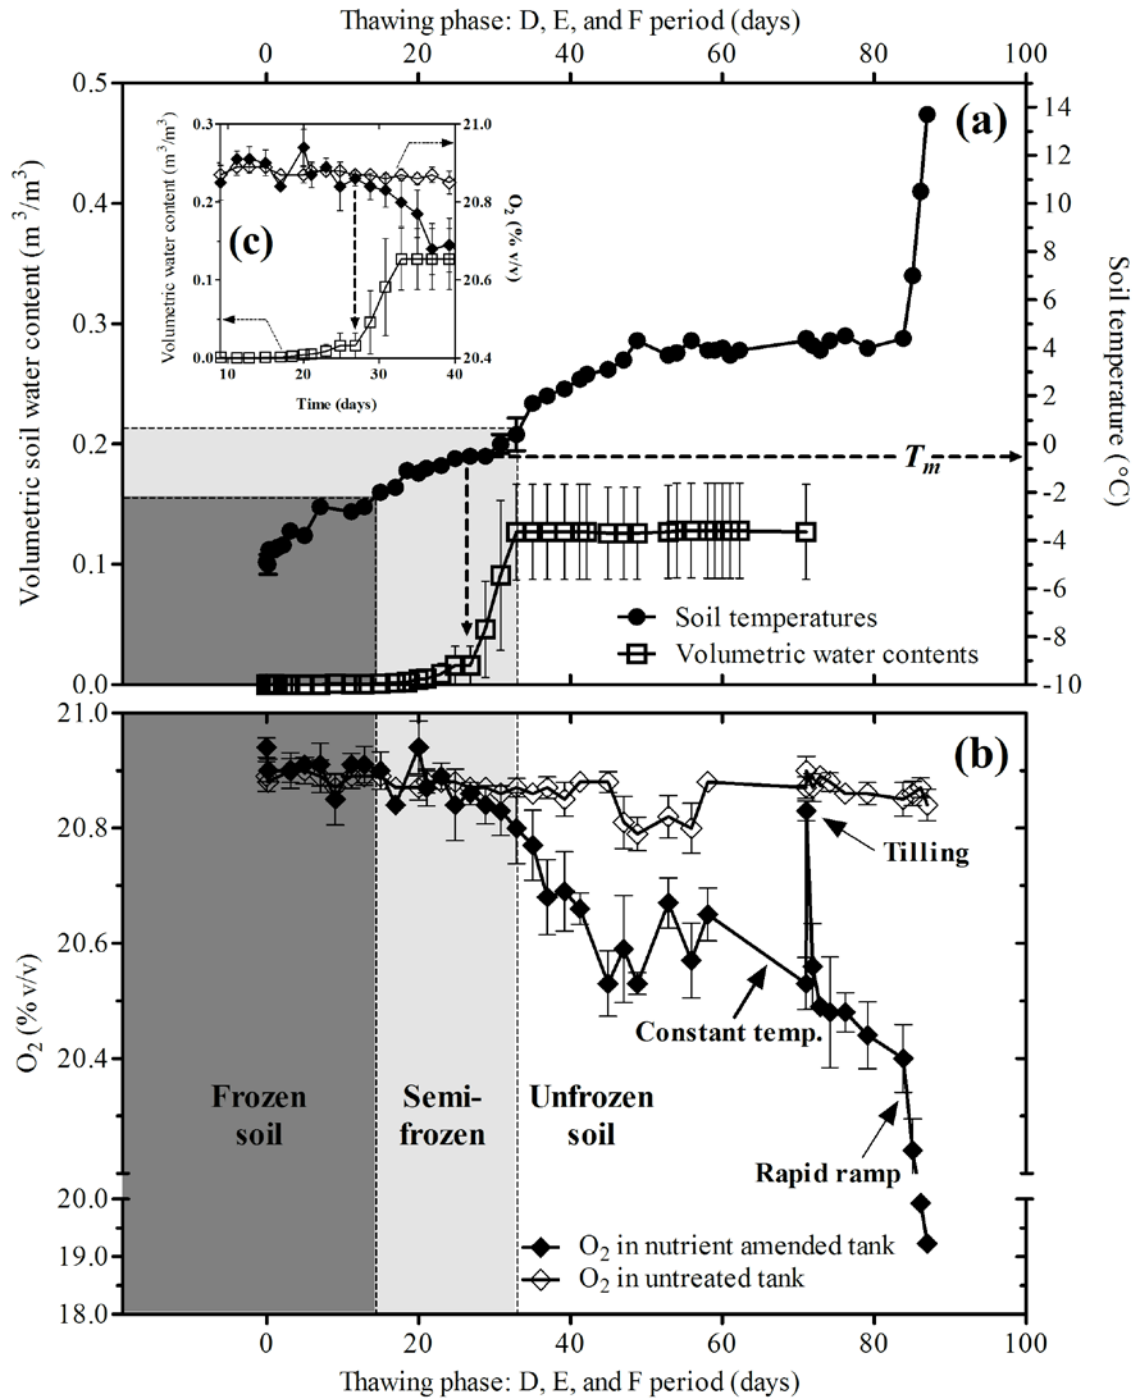 Thawing phase: D, E, and F period (days)
0 20 40 60 80 100
Volumetric soil water content (m³/m³)
0.5
0.4
0.3
0.2
0.1
0.0
(a)
Soil temperature (°C)
14
12
10
8
6
4
2
0
-2
-4
-6
-8
-10
Volumetric water content (m³/m³)
0.3
0.2
0.1
0.0
(c)
21.0
20.8
20.6
20.4
O₂ (% v/v)
10 20 30 40
Time (days)
Tₘ
Soil temperatures
Volumetric water contents
(b)
O₂ (% v/v)
21.0
20.8
20.6
20.4
20.0
19.0
18.0
Tilling
Constant temp.
Rapid ramp
Frozen
soil
Semi-
frozen
Unfrozen
soil
O₂ in nutrient amended tank
O₂ in untreated tank
0 20 40 60 80 100
Thawing phase: D, E, and F period (days)